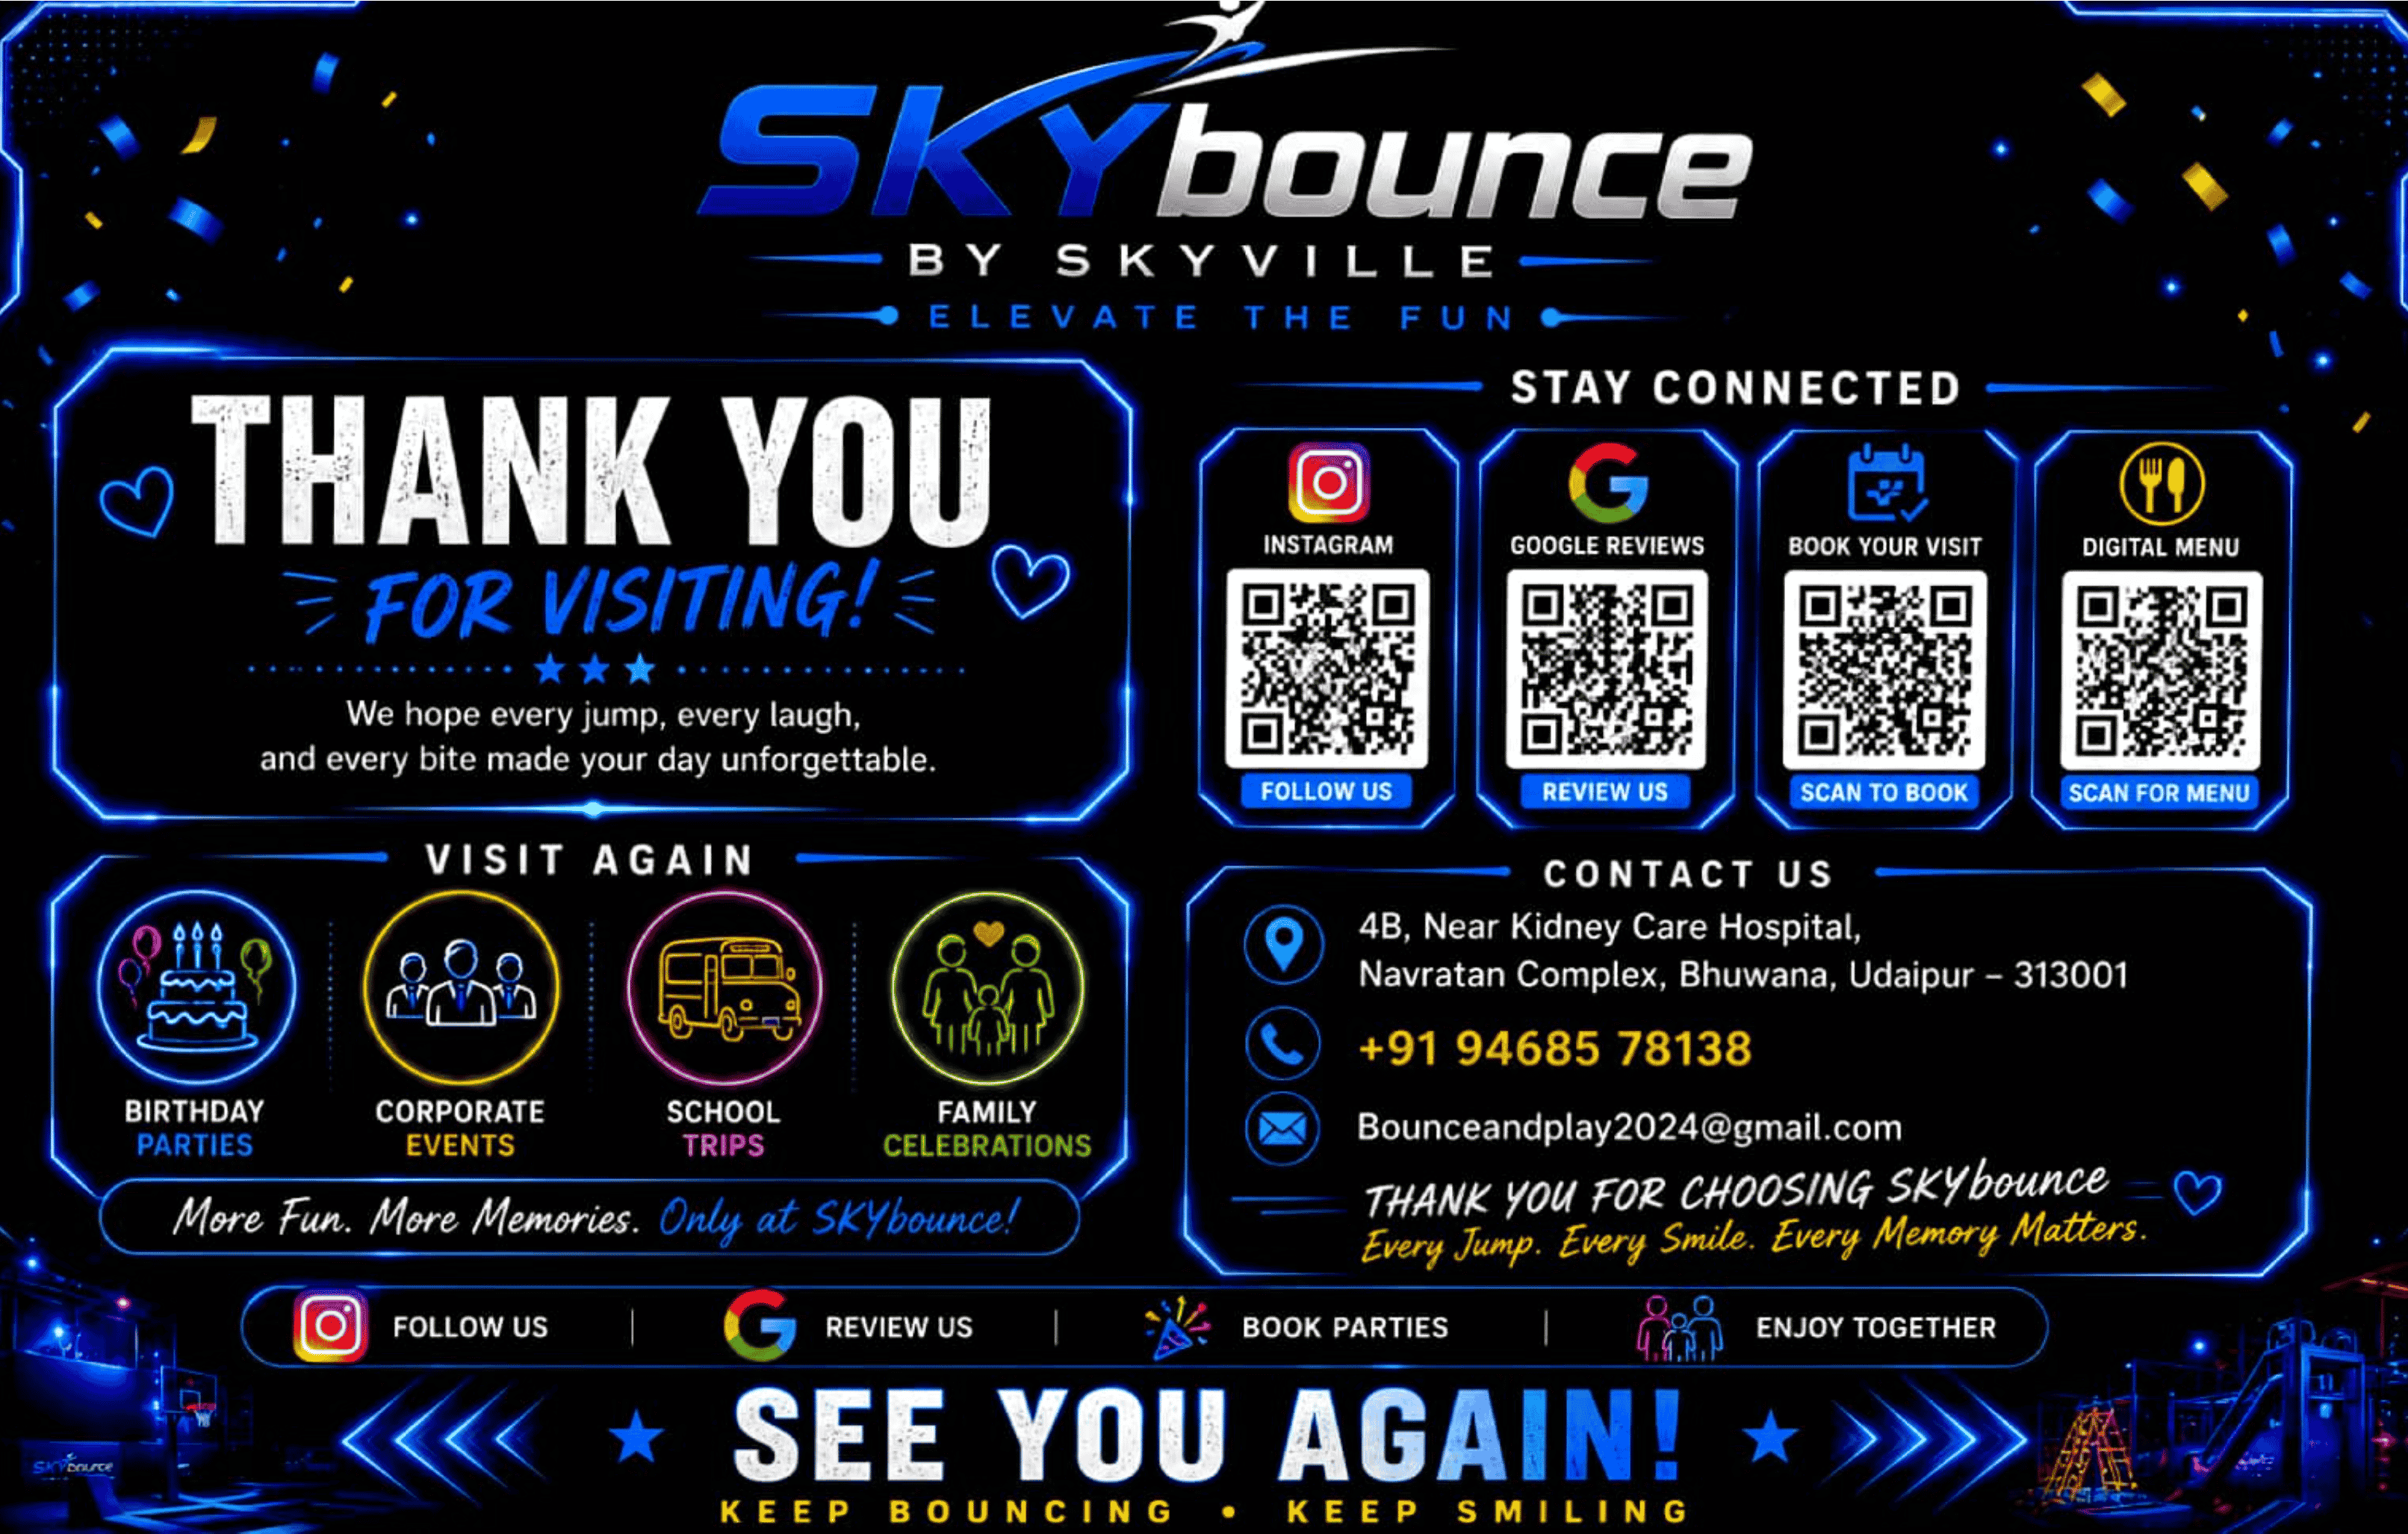 SKYbounce
BY SKYVILLE
ELEVATE THE FUN
THANK YOU
FOR VISITING!
We hope every jump, every laugh,
and every bite made your day unforgettable.
STAY CONNECTED
INSTAGRAM
FOLLOW US
GOOGLE REVIEWS
REVIEW US
BOOK YOUR VISIT
SCAN TO BOOK
DIGITAL MENU
SCAN FOR MENU
VISIT AGAIN
BIRTHDAY
PARTIES
CORPORATE
EVENTS
SCHOOL
TRIPS
FAMILY
CELEBRATIONS
More Fun. More Memories. Only at SKYbounce!
CONTACT US
4B, Near Kidney Care Hospital,
Navratan Complex, Bhuwana, Udaipur – 313001
+91 94685 78138
Bounceandplay2024@gmail.com
THANK YOU FOR CHOOSING SKYbounce
Every Jump. Every Smile. Every Memory Matters.
FOLLOW US
REVIEW US
BOOK PARTIES
ENJOY TOGETHER
SKYbounce
SEE YOU AGAIN!
KEEP BOUNCING • KEEP SMILING